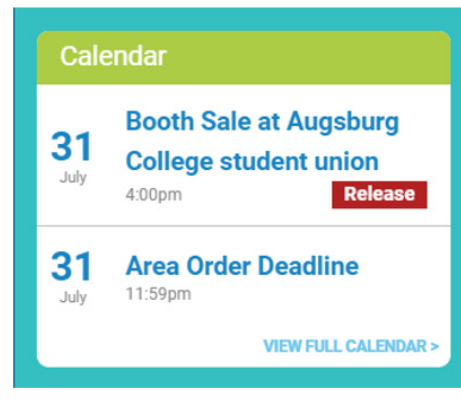 Calendar
31
July
Booth Sale at Augsburg
College student union
4:00pm
Release
31
July
Area Order Deadline
11:59pm
VIEW FULL CALENDAR >